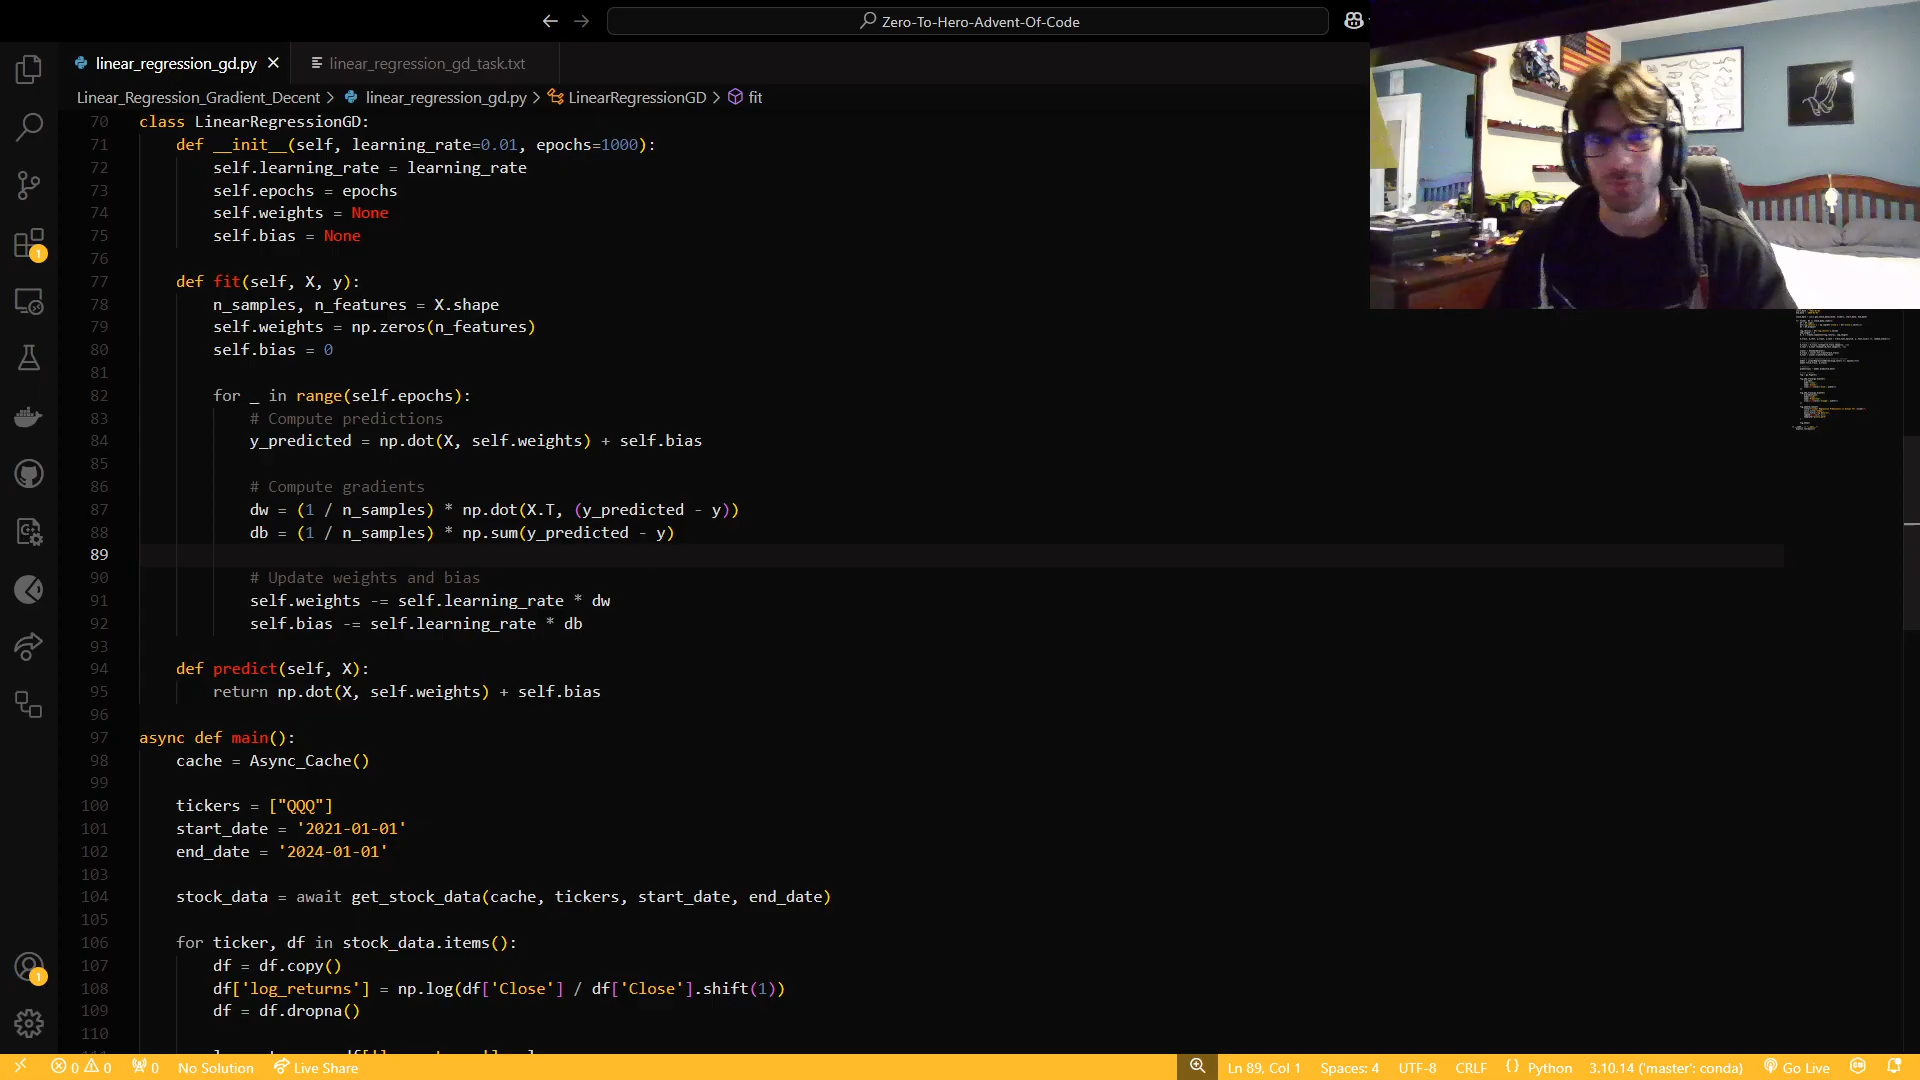 Zero-To-Hero-Advent-Of-Code
linear_regression_gd.py
linear_regression_gd_task.txt
Linear_Regression_Gradient_Decent > linear_regression_gd.py > LinearRegressionGD > fit
70 class LinearRegressionGD:
71 def __init__(self, learning_rate=0.01, epochs=1000):
72 self.learning_rate = learning_rate
73 self.epochs = epochs
74 self.weights = None
75 self.bias = None
76
77 def fit(self, X, y):
78 n_samples, n_features = X.shape
79 self.weights = np.zeros(n_features)
80 self.bias = 0
81
82 for _ in range(self.epochs):
83 # Compute predictions
84 y_predicted = np.dot(X, self.weights) + self.bias
85
86 # Compute gradients
87 dw = (1 / n_samples) * np.dot(X.T, (y_predicted - y))
88 db = (1 / n_samples) * np.sum(y_predicted - y)
89
90 # Update weights and bias
91 self.weights -= self.learning_rate * dw
92 self.bias -= self.learning_rate * db
93
94 def predict(self, X):
95 return np.dot(X, self.weights) + self.bias
96
97 async def main():
98 cache = Async_Cache()
99
100 tickers = ["QQQ"]
101 start_date = '2021-01-01'
102 end_date = '2024-01-01'
103
104 stock_data = await get_stock_data(cache, tickers, start_date, end_date)
105
106 for ticker, df in stock_data.items():
107 df = df.copy()
108 df['log_returns'] = np.log(df['Close'] / df['Close'].shift(1))
109 df = df.dropna()
110
1
1
0 0 0 No Solution Live Share Ln 89, Col 1 Spaces: 4 UTF-8 CRLF {} Python 3.10.14 ('master': conda) Go Live